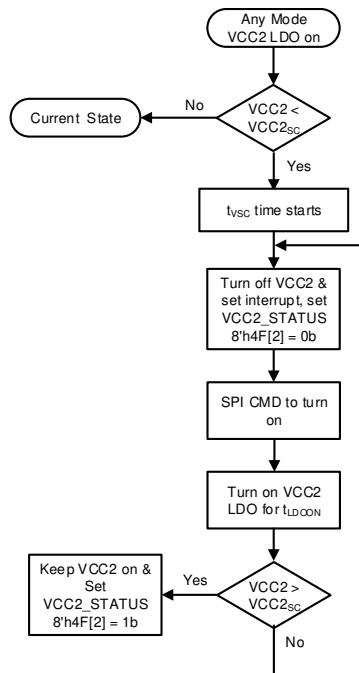 Any Mode
VCC2 LDO on
VCC2 <
VCC2SC
No
Current State
Yes
tVSC time starts
Turn off VCC2 &
set interrupt, set
VCC2_STATUS
8'h4F[2] = 0b
SPI CMD to turn
on
Turn on VCC2
LDO for tLDOON
VCC2 >
VCC2SC
Yes
Keep VCC2 on &
Set
VCC2_STATUS
8'h4F[2] = 1b
No